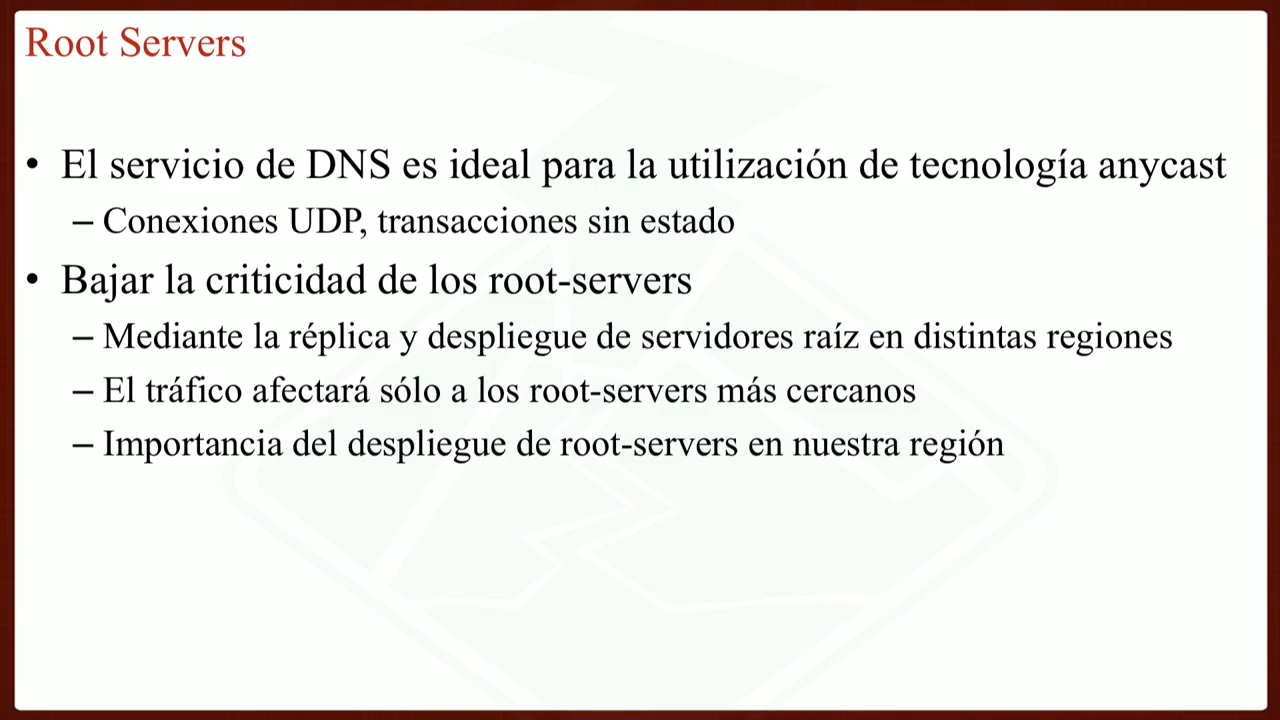 Root Servers
• El servicio de DNS es ideal para la utilización de tecnología anycast
– Conexiones UDP, transacciones sin estado
• Bajar la criticidad de los root-servers
– Mediante la réplica y despliegue de servidores raíz en distintas regiones
– El tráfico afectará sólo a los root-servers más cercanos
– Importancia del despliegue de root-servers en nuestra región